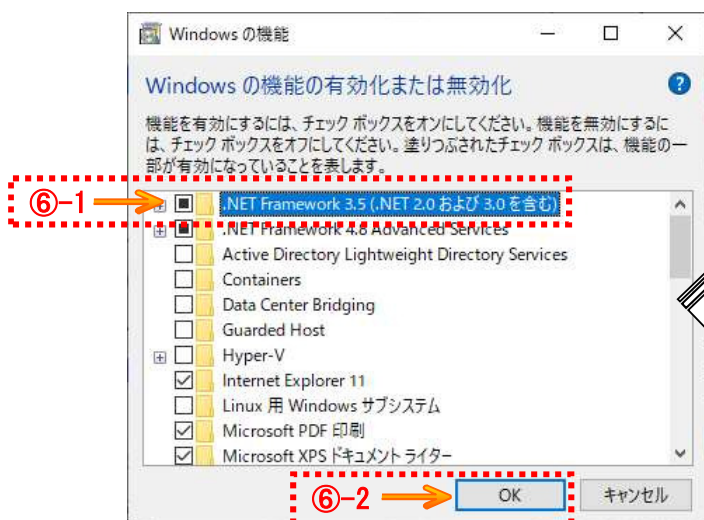 Windows の機能
Windows の機能の有効化または無効化
機能を有効にするには、チェック ボックスをオンにしてください。機能を無効にするに
は、チェック ボックスをオフにしてください。塗りつぶされたチェック ボックスは、機能の一
部が有効になっていることを表します。
⑥-1
.NET Framework 3.5 (.NET 2.0 および 3.0 を含む)
.NET Framework 4.8 Advanced Services
Active Directory Lightweight Directory Services
Containers
Data Center Bridging
Guarded Host
Hyper-V
Internet Explorer 11
Linux 用 Windows サブシステム
Microsoft PDF 印刷
Microsoft XPS ドキュメント ライター
⑥-2
OK
キャンセル